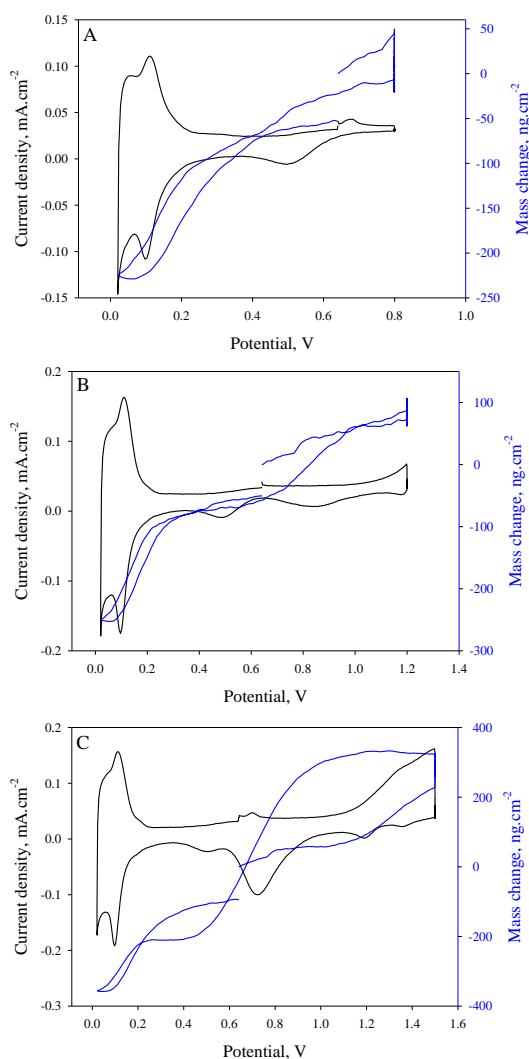 A
Current density, mA.cm-2
0.15
0.10
0.05
0.00
-0.05
-0.10
-0.15
50
0
-50
-100
-150
-200
-250
Mass change, ng.cm-2
0.0 0.2 0.4 0.6 0.8 1.0
Potential, V
B
Current density, mA.cm-2
0.2
0.1
0.0
-0.1
-0.2
100
0
-100
-200
-300
Mass change, ng.cm-2
0.0 0.2 0.4 0.6 0.8 1.0 1.2 1.4
Potential, V
C
Current density, mA.cm-2
0.2
0.1
0.0
-0.1
-0.2
-0.3
400
200
0
-200
-400
Mass change, ng.cm-2
0.0 0.2 0.4 0.6 0.8 1.0 1.2 1.4 1.6
Potential, V